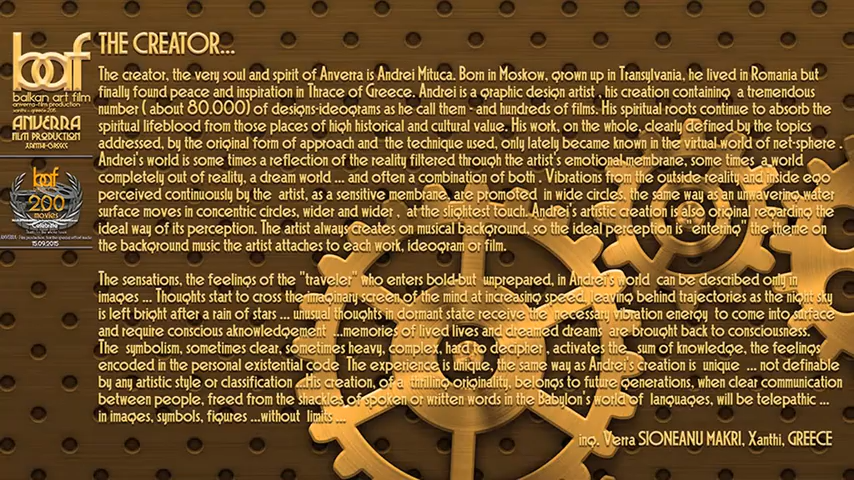 baf
balkan art film
anverra-film production
xanthi-greece-2015
ANVERRA
FILM PRODUCTION
XANTHI-GREECE
baf
200
movies
15.09.2015
THE CREATOR...
The creator, the very soul and spirit of Anverra is Andrei Mituca. Born in Moskow, grown up in Transylvania, he lived in Romania but
finally found peace and inspiration in Thrace of Greece. Andrei is a graphic design artist , his creation containing a tremendous
number ( about 80.000) of designs-ideograms as he call them - and hundreds of films. His spiritual roots continue to absorb the
spiritual lifeblood from those places of high historical and cultural value. His work, on the whole, clearly defined by the topics
addressed, by the original form of approach and the technique used, only lately became known in the virtual world of net-sphere .
Andrei's world is some times a reflection of the reality filtered through the artist's emotional membrane, some times a world
completely out of reality, a dream world ... and often a combination of both . Vibrations from the outside reality and inside ego
perceived continuously by the artist, as a sensitive membrane, are promoted in wide circles, the same way as an unwavering water
surface moves in concentric circles, wider and wider , at the slightest touch. Andrei's artistic creation is also original regarding the
ideal way of its perception. The artist always creates on musical background, so the ideal perception is "entering" the theme on
the background music the artist attaches to each work, ideogram or film.
The sensations, the feelings of the "traveler" who enters bold but unprepared, in Andrei's world can be described only in
images ... Thoughts start to cross the imaginary screen of the mind at increasing speed, leaving behind trajectories as the night sky
is left bright after a rain of stars ... unusual thoughts in dormant state receive the necessary vibration energy to come into surface
and require conscious aknowledgement ...memories of lived lives and dreamed dreams are brought back to consciousness.
The symbolism, sometimes clear, sometimes heavy, complex, hard to decipher , activates the sum of knowledge, the feelings
encoded in the personal existential code. The experience is unique, the same way as Andrei's creation is unique ... not definable
by any artistic style or classification . His creation, of a thrilling originality, belongs to future generations, when clear communication
between people, freed from the shackles of spoken or written words in the Babylon's world of languages, will be telepathic ...
in images, symbols, figures ...without limits ...
ing. Verra SIONEANU MAKRI, Xanthi, GREECE